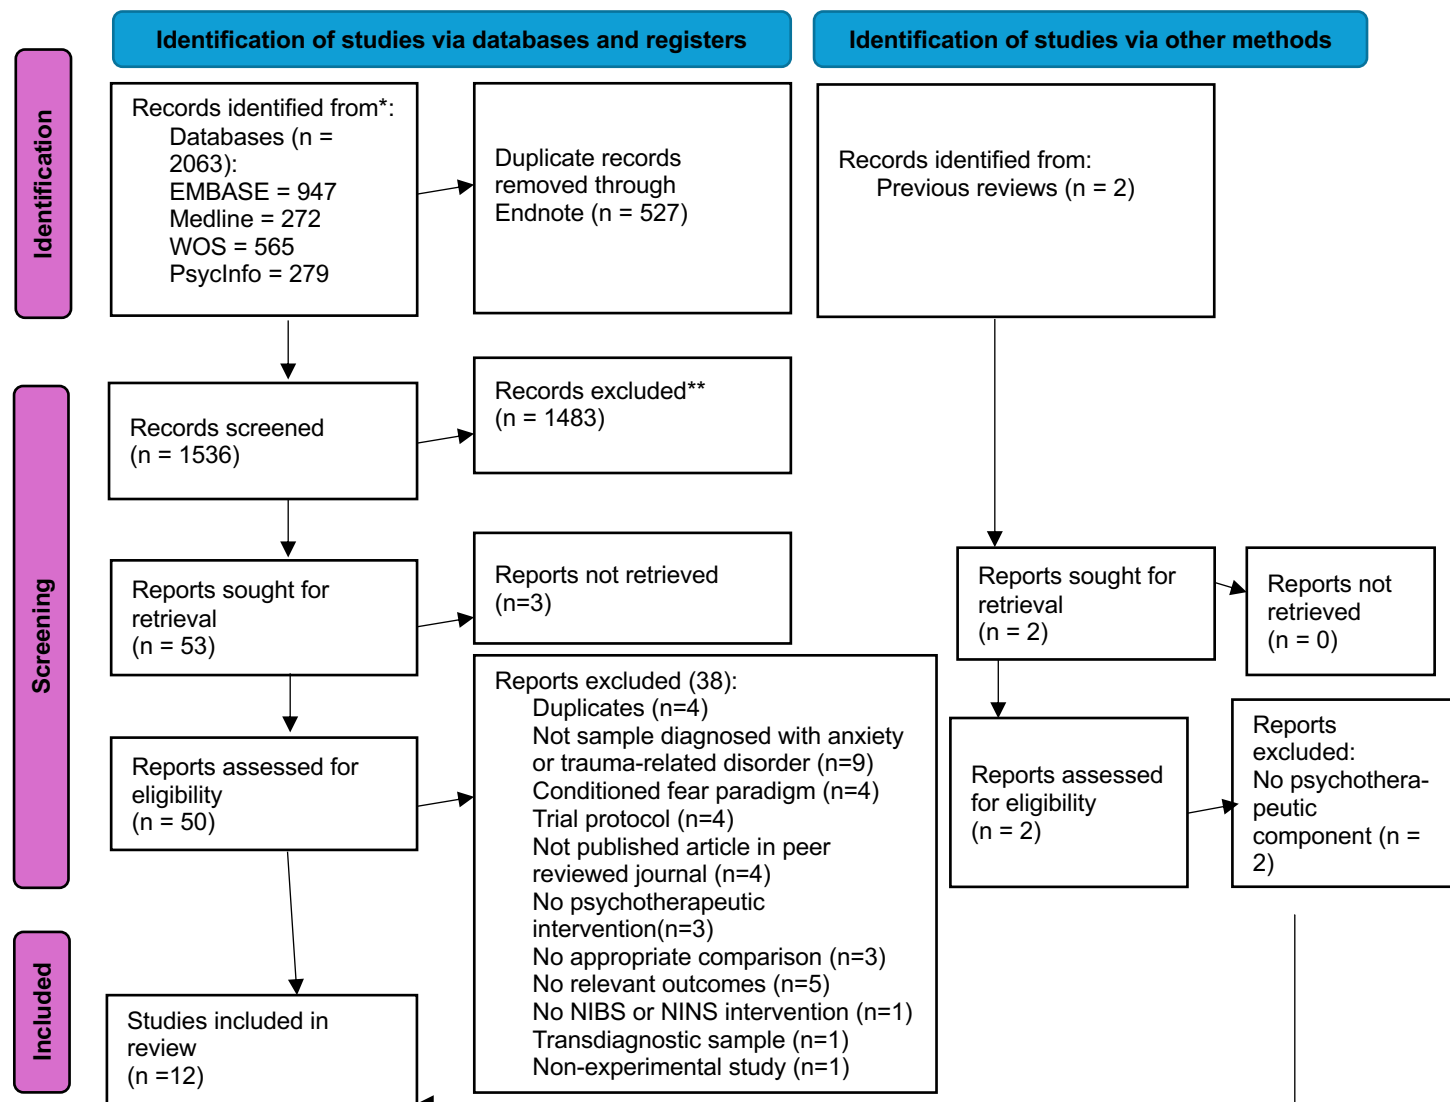 Identification of studies via databases and registers
Identification of studies via other methods
Identification
Records identified from*:
Databases (n =
2063):
EMBASE = 947
Medline = 272
WOS = 565
PsycInfo = 279
Duplicate records
removed through
Endnote (n = 527)
Records identified from:
Previous reviews (n = 2)
Screening
Records screened
(n = 1536)
Records excluded**
(n = 1483)
Reports sought for
retrieval
(n = 53)
Reports not retrieved
(n=3)
Reports sought for
retrieval
(n = 2)
Reports not
retrieved
(n = 0)
Reports assessed for
eligibility
(n = 50)
Reports excluded (38):
Duplicates (n=4)
Not sample diagnosed with anxiety
or trauma-related disorder (n=9)
Conditioned fear paradigm (n=4)
Trial protocol (n=4)
Not published article in peer
reviewed journal (n=4)
No psychotherapeutic
intervention(n=3)
No appropriate comparison (n=3)
No relevant outcomes (n=5)
No NIBS or NINS intervention (n=1)
Transdiagnostic sample (n=1)
Non-experimental study (n=1)
Reports assessed
for eligibility
(n = 2)
Reports
excluded:
No psychothera-
peutic
component (n =
2)
Included
Studies included in
review
(n =12)